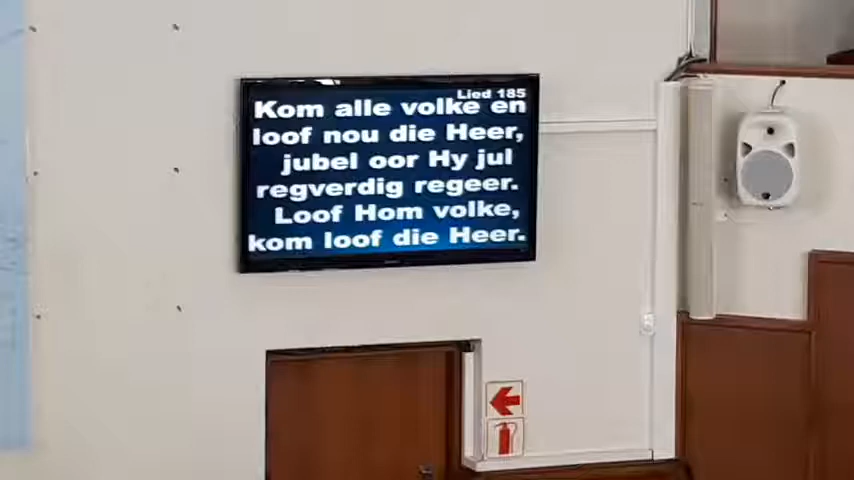 Lied 185
Kom alle volke en
loof nou die Heer,
jubel oor Hy jul
regverdig regeer.
Loof Hom volke,
kom loof die Heer.